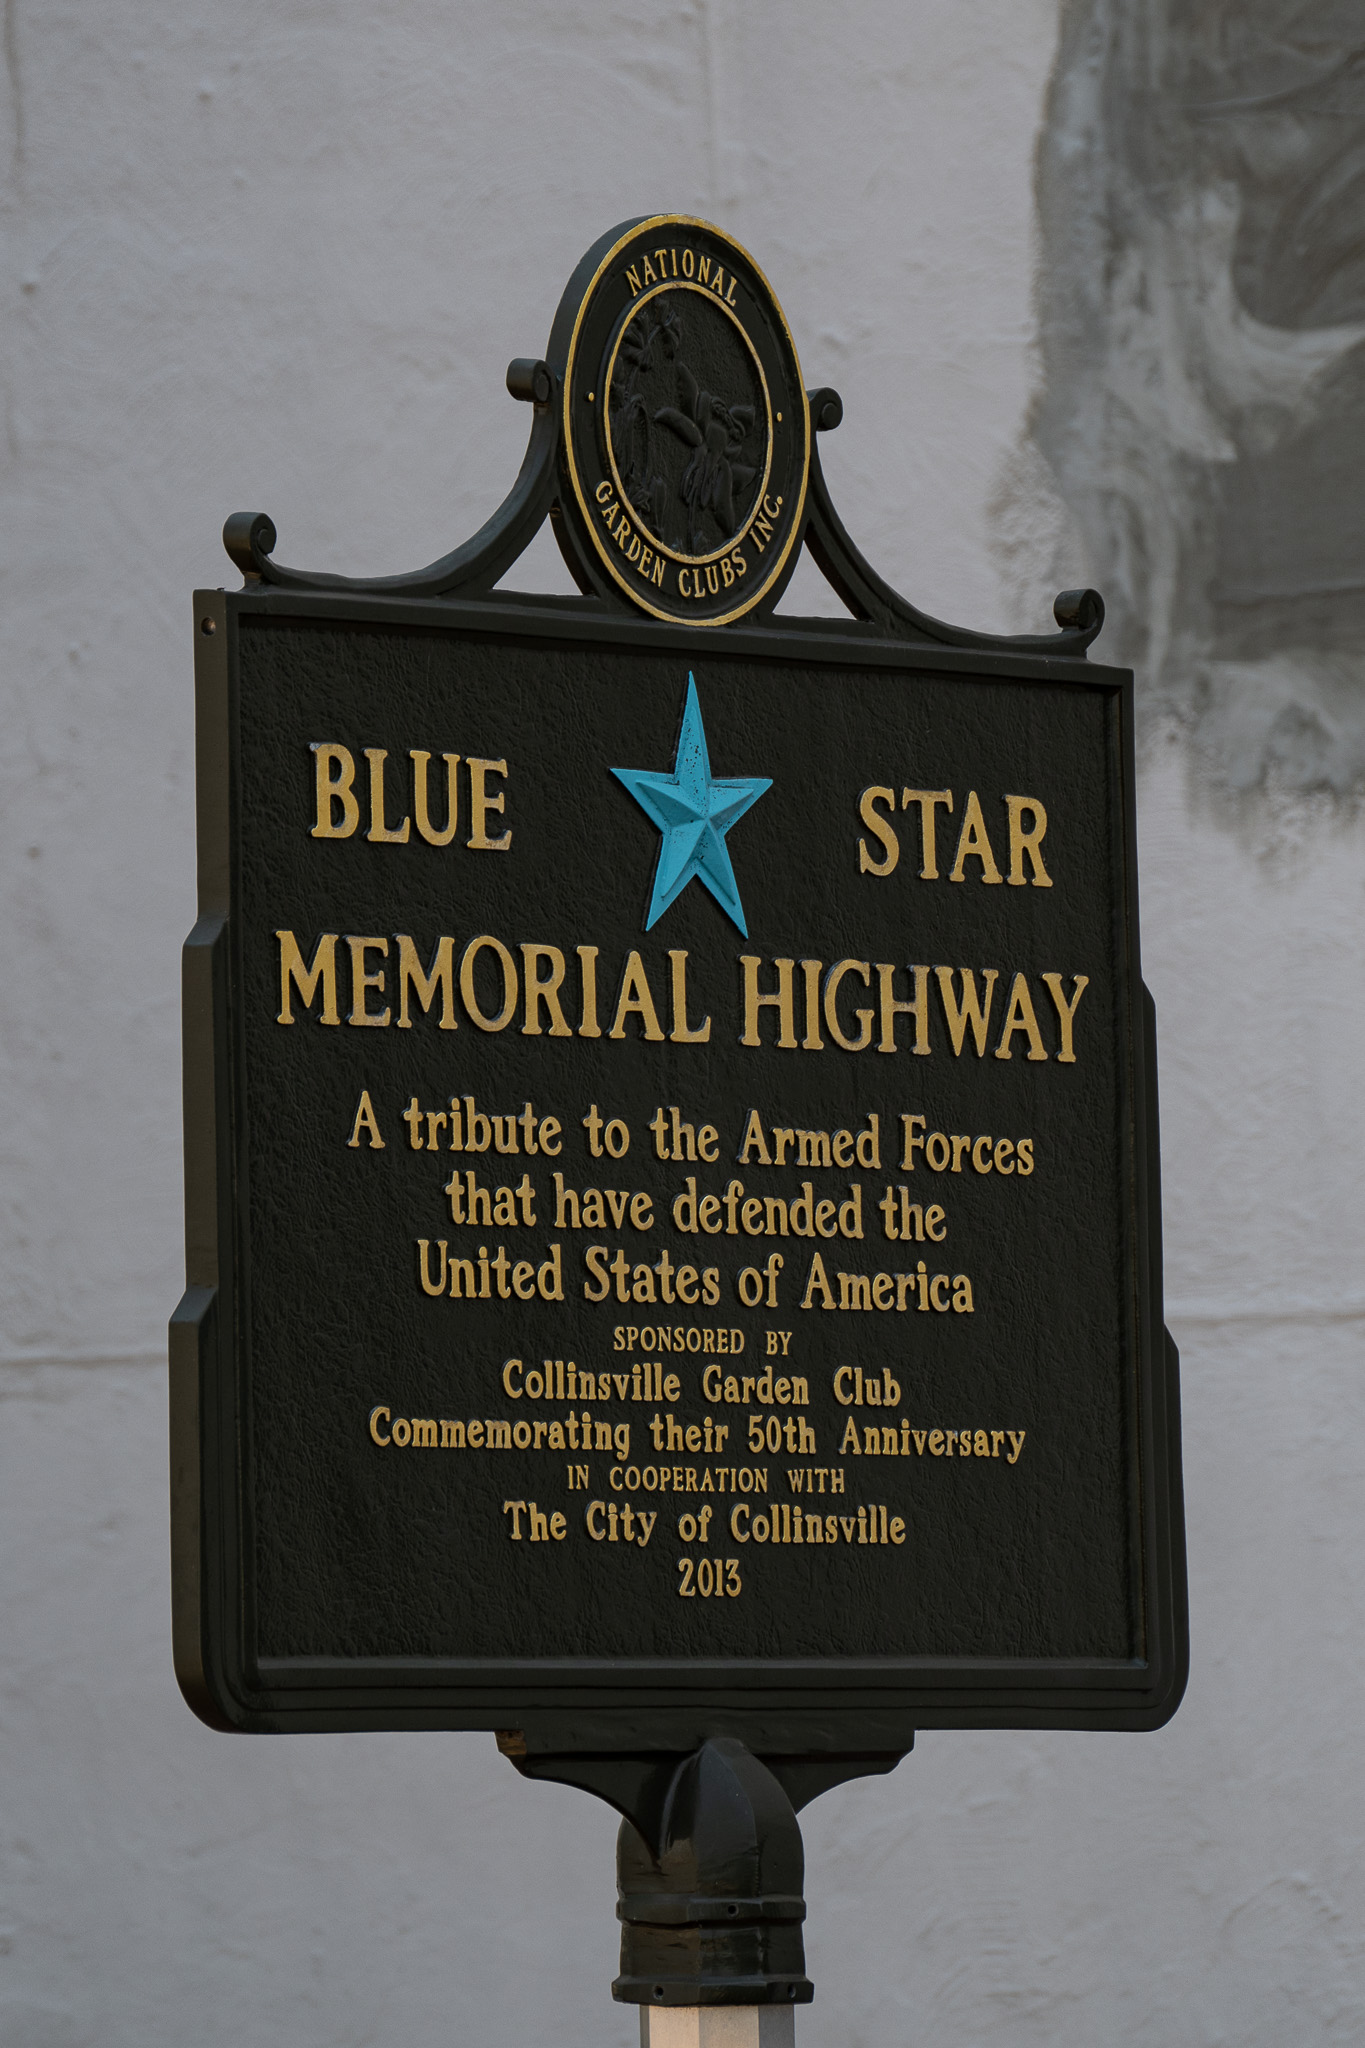 NATIONAL
GARDEN CLUBS INC.
BLUE STAR
MEMORIAL HIGHWAY
A tribute to the Armed Forces
that have defended the
United States of America
SPONSORED BY
Collinsville Garden Club
Commemorating their 50th Anniversary
IN COOPERATION WITH
The City of Collinsville
2013